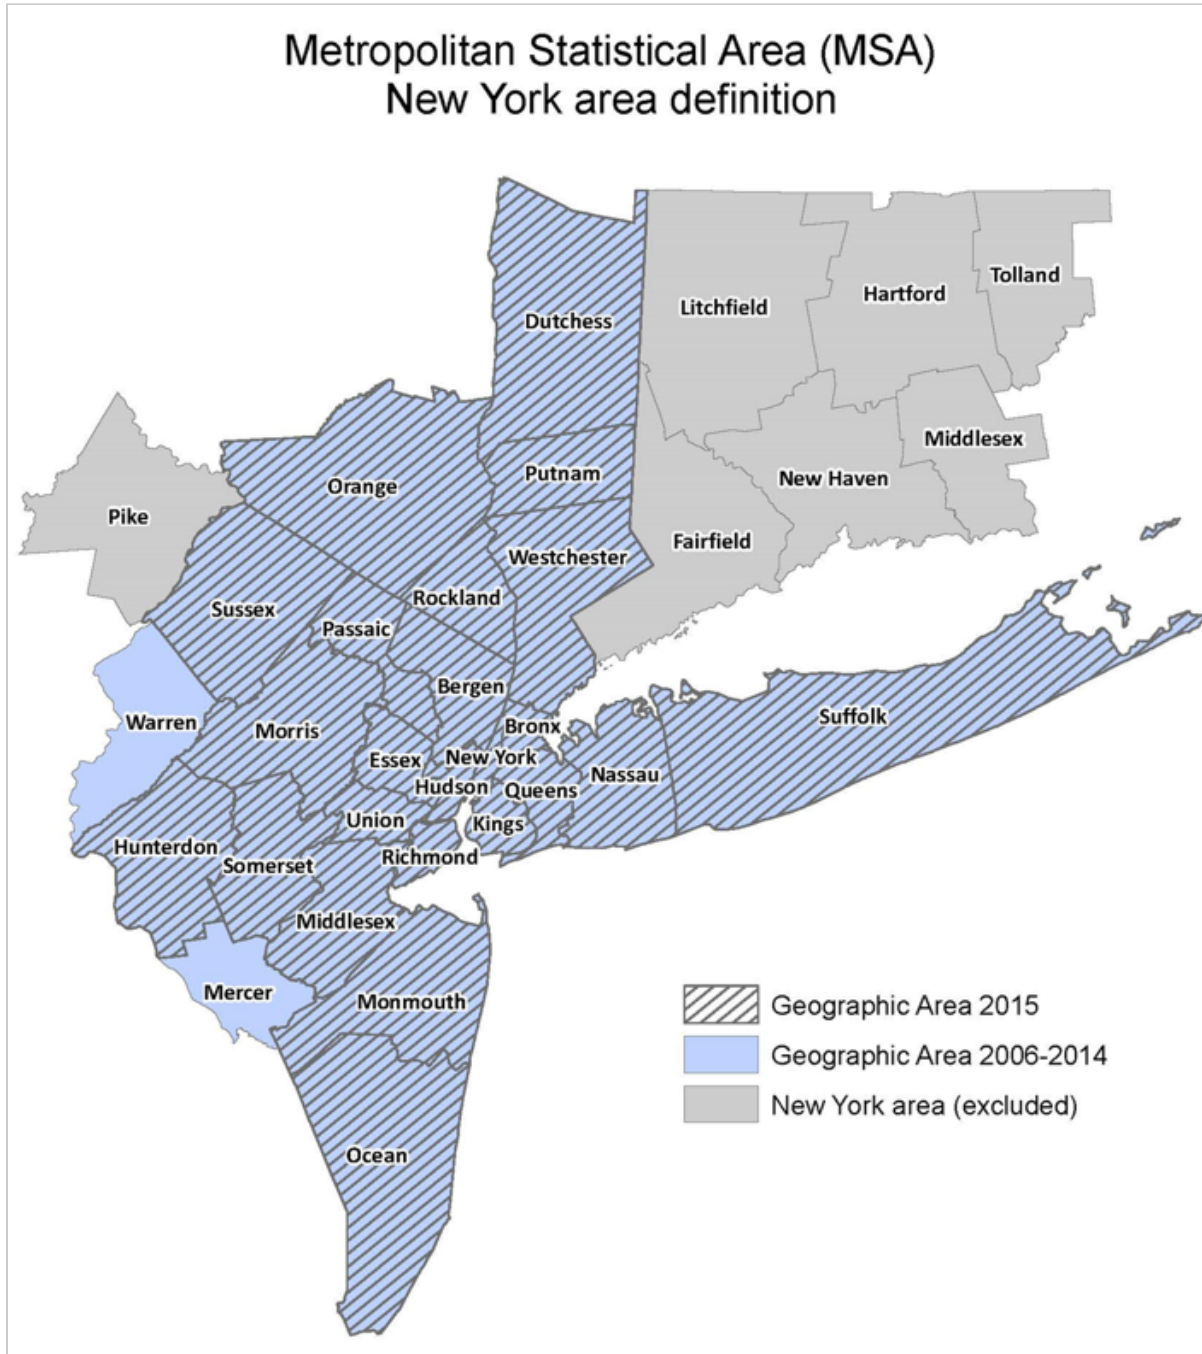 Metropolitan Statistical Area (MSA)
New York area definition
Tolland
Hartford
Litchfield
Dutchess
Middlesex
Putnam
New Haven
Orange
Pike
Fairfield
Westchester
Rockland
Sussex
Passaic
Bergen
Suffolk
Warren
Bronx
Morris
New York
Essex
Nassau
Hudson
Queens
Union
Kings
Hunterdon
Richmond
Somerset
Middlesex
Mercer
Monmouth
Geographic Area 2015
Geographic Area 2006-2014
New York area (excluded)
Ocean